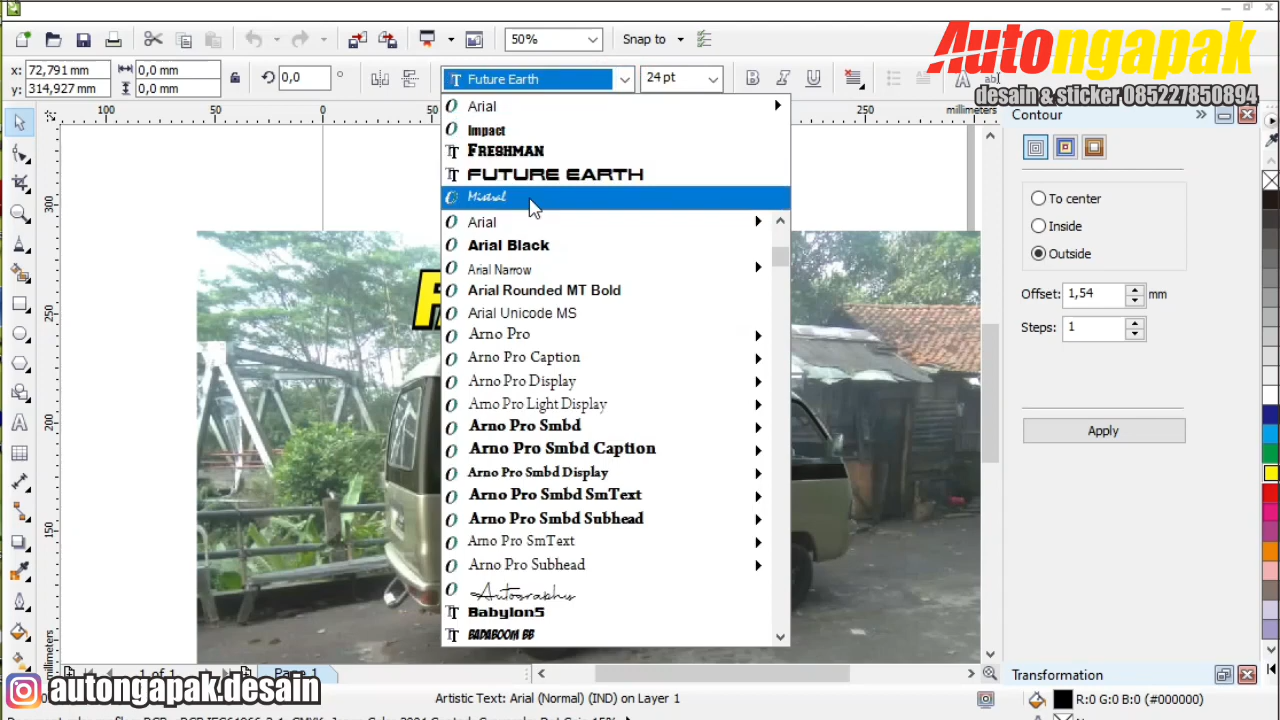 Autongapak
desain & sticker 085227850894
50%
Snap to
x: 72,791 mm
0,0 mm
0,0
Future Earth
24 pt
B
U
A
ab
y: 314,927 mm
0,0 mm
100
50
0
50
250
millimeters
Contour
Arial
Impact
FRESHMAN
FUTURE EARTH
Mistral
Arial
Arial Black
Arial Narrow
Arial Rounded MT Bold
Arial Unicode MS
Arno Pro
Arno Pro Caption
Arno Pro Display
Arno Pro Light Display
Arno Pro Smbd
Arno Pro Smbd Caption
Arno Pro Smbd Display
Arno Pro Smbd SmText
Arno Pro Smbd Subhead
Arno Pro SmText
Arno Pro Subhead
Autography
Babylon5
BADABOOM BB
To center
Inside
Outside
Offset: 1,54 mm
Steps: 1
Apply
300
250
200
150
millimeters
1 of 1
Page 1
Transformation
autongapak.desain
Artistic Text: Arial (Normal) (IND) on Layer 1
R:0 G:0 B:0 (#000000)